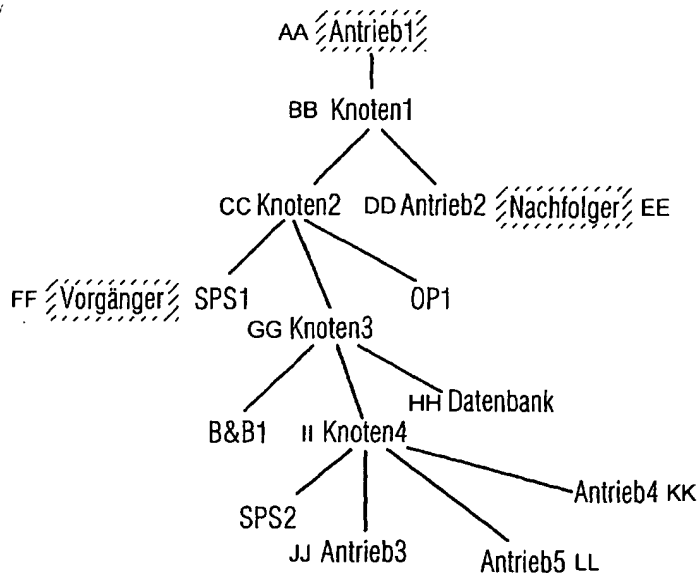 AA Antrieb1
BB Knoten1
CC Knoten2 DD Antrieb2 Nachfolger EE
FF Vorgänger SPS1 OP1
GG Knoten3
HH Datenbank
B&B1 II Knoten4
Antrieb4 KK
SPS2
JJ Antrieb3 Antrieb5 LL